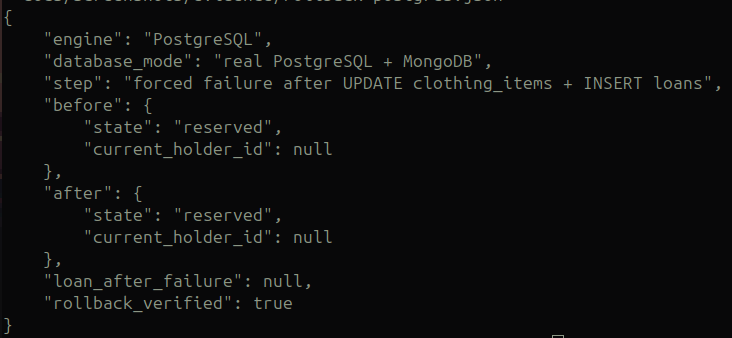 {
    "engine": "PostgreSQL",
    "database_mode": "real PostgreSQL + MongoDB",
    "step": "forced failure after UPDATE clothing_items + INSERT loans",
    "before": {
        "state": "reserved",
        "current_holder_id": null
    },
    "after": {
        "state": "reserved",
        "current_holder_id": null
    },
    "loan_after_failure": null,
    "rollback_verified": true
}